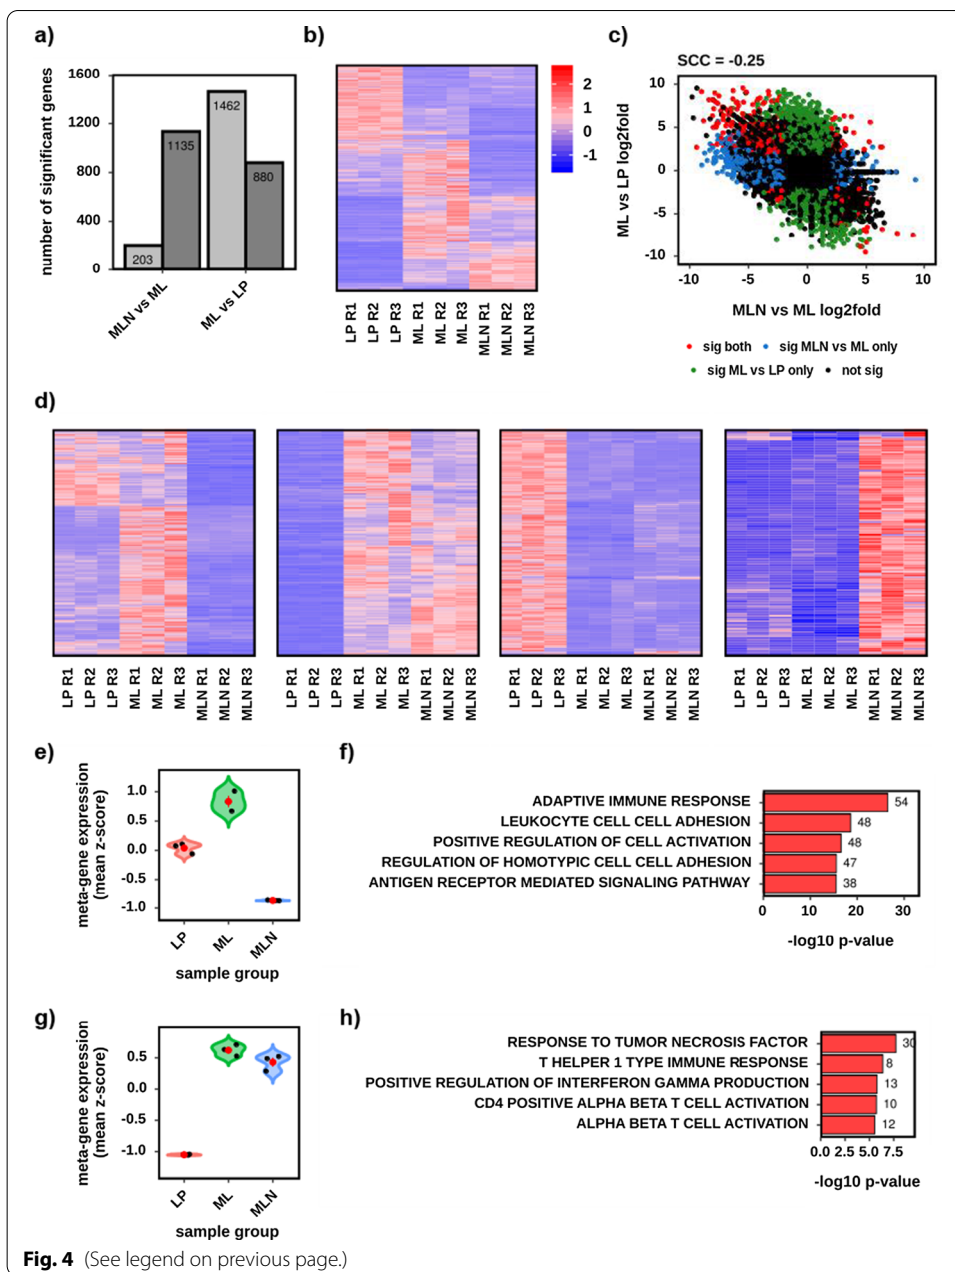 a)
number of significant genes
1600
1200
800
400
0
203
1135
1462
880
MLN vs ML
ML vs LP
b)
2
1
0
-1
LP R1
LP R2
LP R3
ML R1
ML R2
ML R3
MLN R1
MLN R2
MLN R3
c)
SCC = -0.25
ML vs LP log2fold
10
5
0
-5
-10
-10
-5
0
5
10
MLN vs ML log2fold
sig both
sig MLN vs ML only
sig ML vs LP only
not sig
d)
LP R1
LP R2
LP R3
ML R1
ML R2
ML R3
MLN R1
MLN R2
MLN R3
LP R1
LP R2
LP R3
ML R1
ML R2
ML R3
MLN R1
MLN R2
MLN R3
LP R1
LP R2
LP R3
ML R1
ML R2
ML R3
MLN R1
MLN R2
MLN R3
LP R1
LP R2
LP R3
ML R1
ML R2
ML R3
MLN R1
MLN R2
MLN R3
e)
meta-gene expression
(mean z-score)
1.0
0.5
0.0
-0.5
-1.0
LP
ML
MLN
sample group
f)
ADAPTIVE IMMUNE RESPONSE
54
LEUKOCYTE CELL CELL ADHESION
48
POSITIVE REGULATION OF CELL ACTIVATION
48
REGULATION OF HOMOTYPIC CELL CELL ADHESION
47
ANTIGEN RECEPTOR MEDIATED SIGNALING PATHWAY
38
0
10
20
30
-log10 p-value
g)
meta-gene expression
(mean z-score)
0.5
0.0
-0.5
-1.0
LP
ML
MLN
sample group
h)
RESPONSE TO TUMOR NECROSIS FACTOR
30
T HELPER 1 TYPE IMMUNE RESPONSE
8
POSITIVE REGULATION OF INTERFERON GAMMA PRODUCTION
13
CD4 POSITIVE ALPHA BETA T CELL ACTIVATION
10
ALPHA BETA T CELL ACTIVATION
12
0.0
2.5
5.0
7.5
-log10 p-value
Fig. 4 (See legend on previous page.)